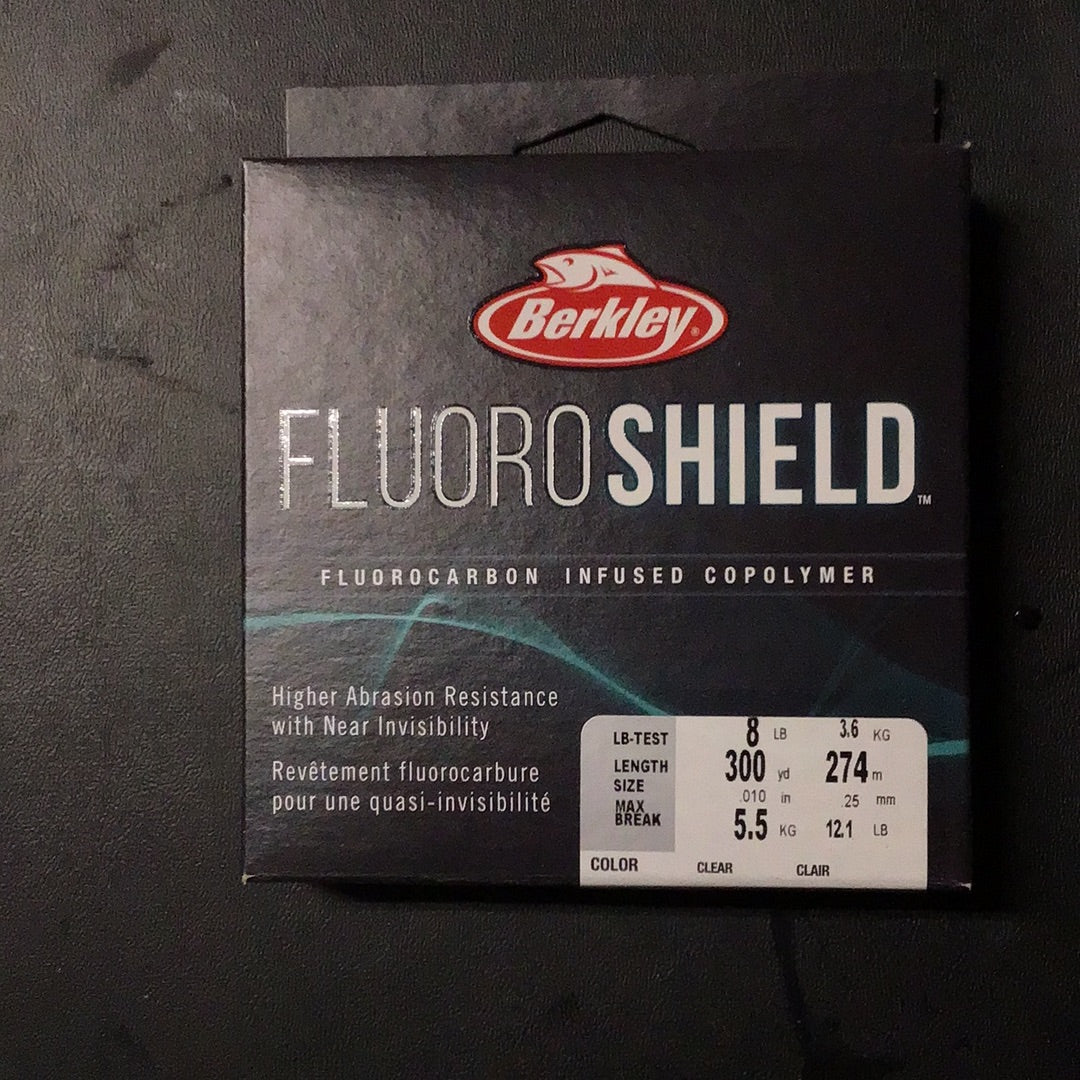 Berkley®
FLUOROSHIELD™
FLUOROCARBON INFUSED COPOLYMER
Higher Abrasion Resistance
with Near Invisibility
Revêtement fluorocarbure
pour une quasi-invisibilité
LB-TEST 8 LB 3.6 KG
LENGTH 300 yd 274 m
SIZE .010 in .25 mm
MAX
BREAK 5.5 KG 12.1 LB
COLOR CLEAR CLAIR